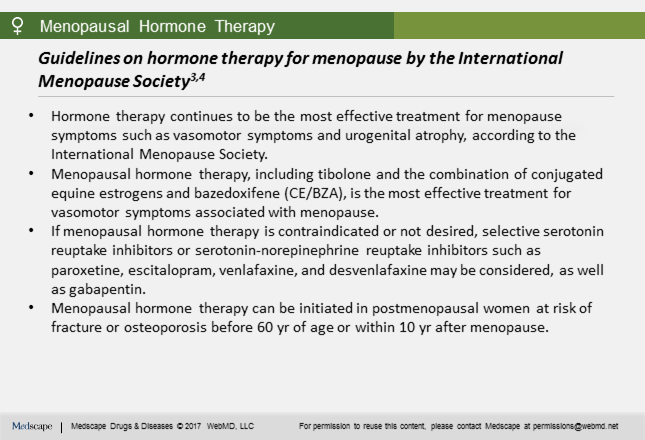 ♀ Menopausal Hormone Therapy
Guidelines on hormone therapy for menopause by the International
Menopause Society3,4
• Hormone therapy continues to be the most effective treatment for menopause
symptoms such as vasomotor symptoms and urogenital atrophy, according to the
International Menopause Society.
• Menopausal hormone therapy, including tibolone and the combination of conjugated
equine estrogens and bazedoxifene (CE/BZA), is the most effective treatment for
vasomotor symptoms associated with menopause.
• If menopausal hormone therapy is contraindicated or not desired, selective serotonin
reuptake inhibitors or serotonin-norepinephrine reuptake inhibitors such as
paroxetine, escitalopram, venlafaxine, and desvenlafaxine may be considered, as well
as gabapentin.
• Menopausal hormone therapy can be initiated in postmenopausal women at risk of
fracture or osteoporosis before 60 yr of age or within 10 yr after menopause.
Medscape | Medscape Drugs & Diseases © 2017 WebMD, LLC For permission to reuse this content, please contact Medscape at permissions@webmd.net